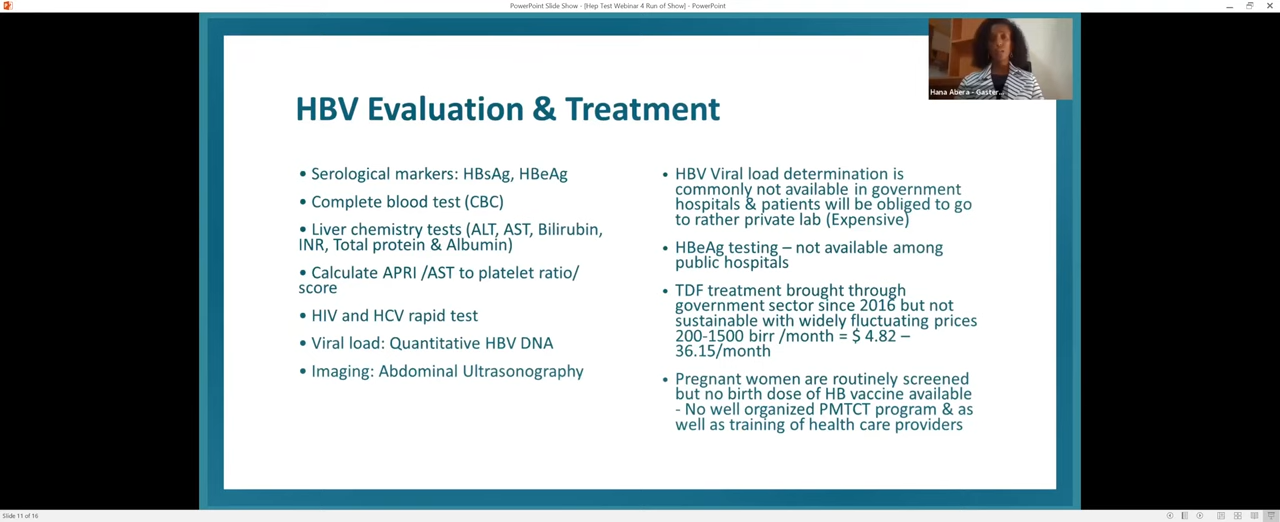 PowerPoint Slide Show - [Hep Test Webinar 4 Run of Show] - PowerPoint
Hana Abera - Gaster...
HBV Evaluation & Treatment
• Serological markers: HBsAg, HBeAg
• Complete blood test (CBC)
• Liver chemistry tests (ALT, AST, Bilirubin,
INR, Total protein & Albumin)
• Calculate APRI /AST to platelet ratio/
score
• HIV and HCV rapid test
• Viral load: Quantitative HBV DNA
• Imaging: Abdominal Ultrasonography
• HBV Viral load determination is
commonly not available in government
hospitals & patients will be obliged to go
to rather private lab (Expensive)
• HBeAg testing – not available among
public hospitals
• TDF treatment brought through
government sector since 2016 but not
sustainable with widely fluctuating prices
200-1500 birr /month = $ 4.82 –
36.15/month
• Pregnant women are routinely screened
but no birth dose of HB vaccine available
- No well organized PMTCT program & as
well as training of health care providers
Slide 11 of 16